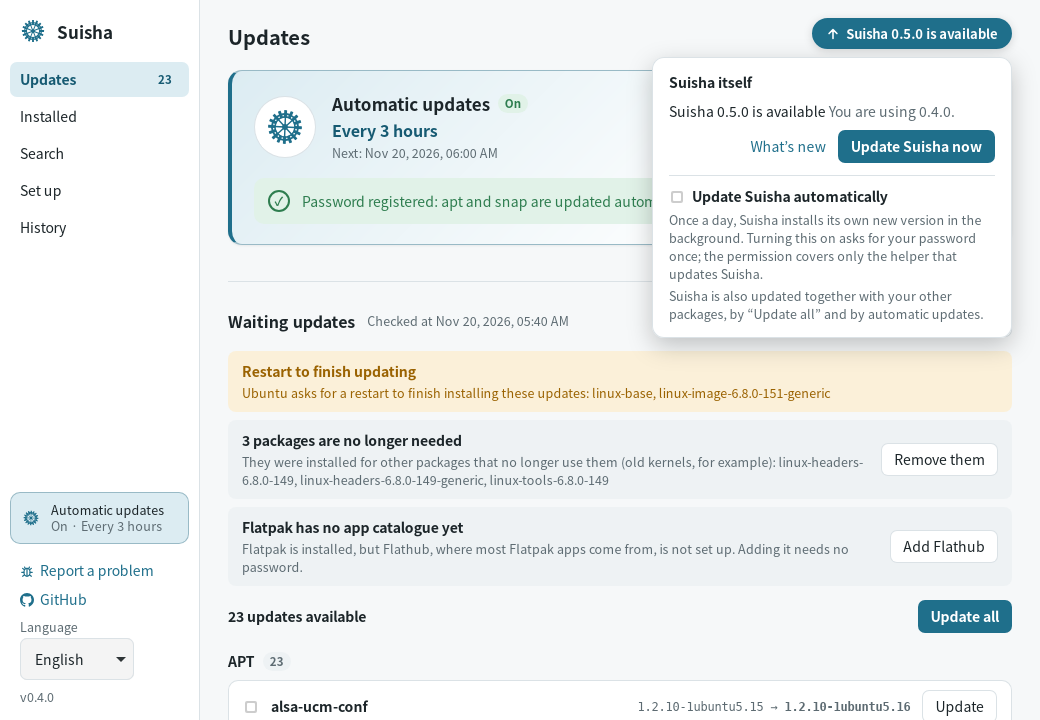 Suisha
Updates 23
Installed
Search
Set up
History
Automatic updates
On · Every 3 hours
Report a problem
GitHub
Language
English
v0.4.0
Updates
↑ Suisha 0.5.0 is available
Automatic updates On
Every 3 hours
Next: Nov 20, 2026, 06:00 AM
Password registered: apt and snap are updated autom
Suisha itself
Suisha 0.5.0 is available You are using 0.4.0.
What's new Update Suisha now
Update Suisha automatically
Once a day, Suisha installs its own new version in the
background. Turning this on asks for your password
once; the permission covers only the helper that
updates Suisha.
Suisha is also updated together with your other
packages, by “Update all” and by automatic updates.
Waiting updates Checked at Nov 20, 2026, 05:40 AM
Restart to finish updating
Ubuntu asks for a restart to finish installing these updates: linux-base, linux-image-6.8.0-151-generic
3 packages are no longer needed
They were installed for other packages that no longer use them (old kernels, for example): linux-headers-
6.8.0-149, linux-headers-6.8.0-149-generic, linux-tools-6.8.0-149
Remove them
Flatpak has no app catalogue yet
Flatpak is installed, but Flathub, where most Flatpak apps come from, is not set up. Adding it needs no
password.
Add Flathub
23 updates available Update all
APT 23
alsa-ucm-conf 1.2.10-1ubuntu5.15 → 1.2.10-1ubuntu5.16 Update